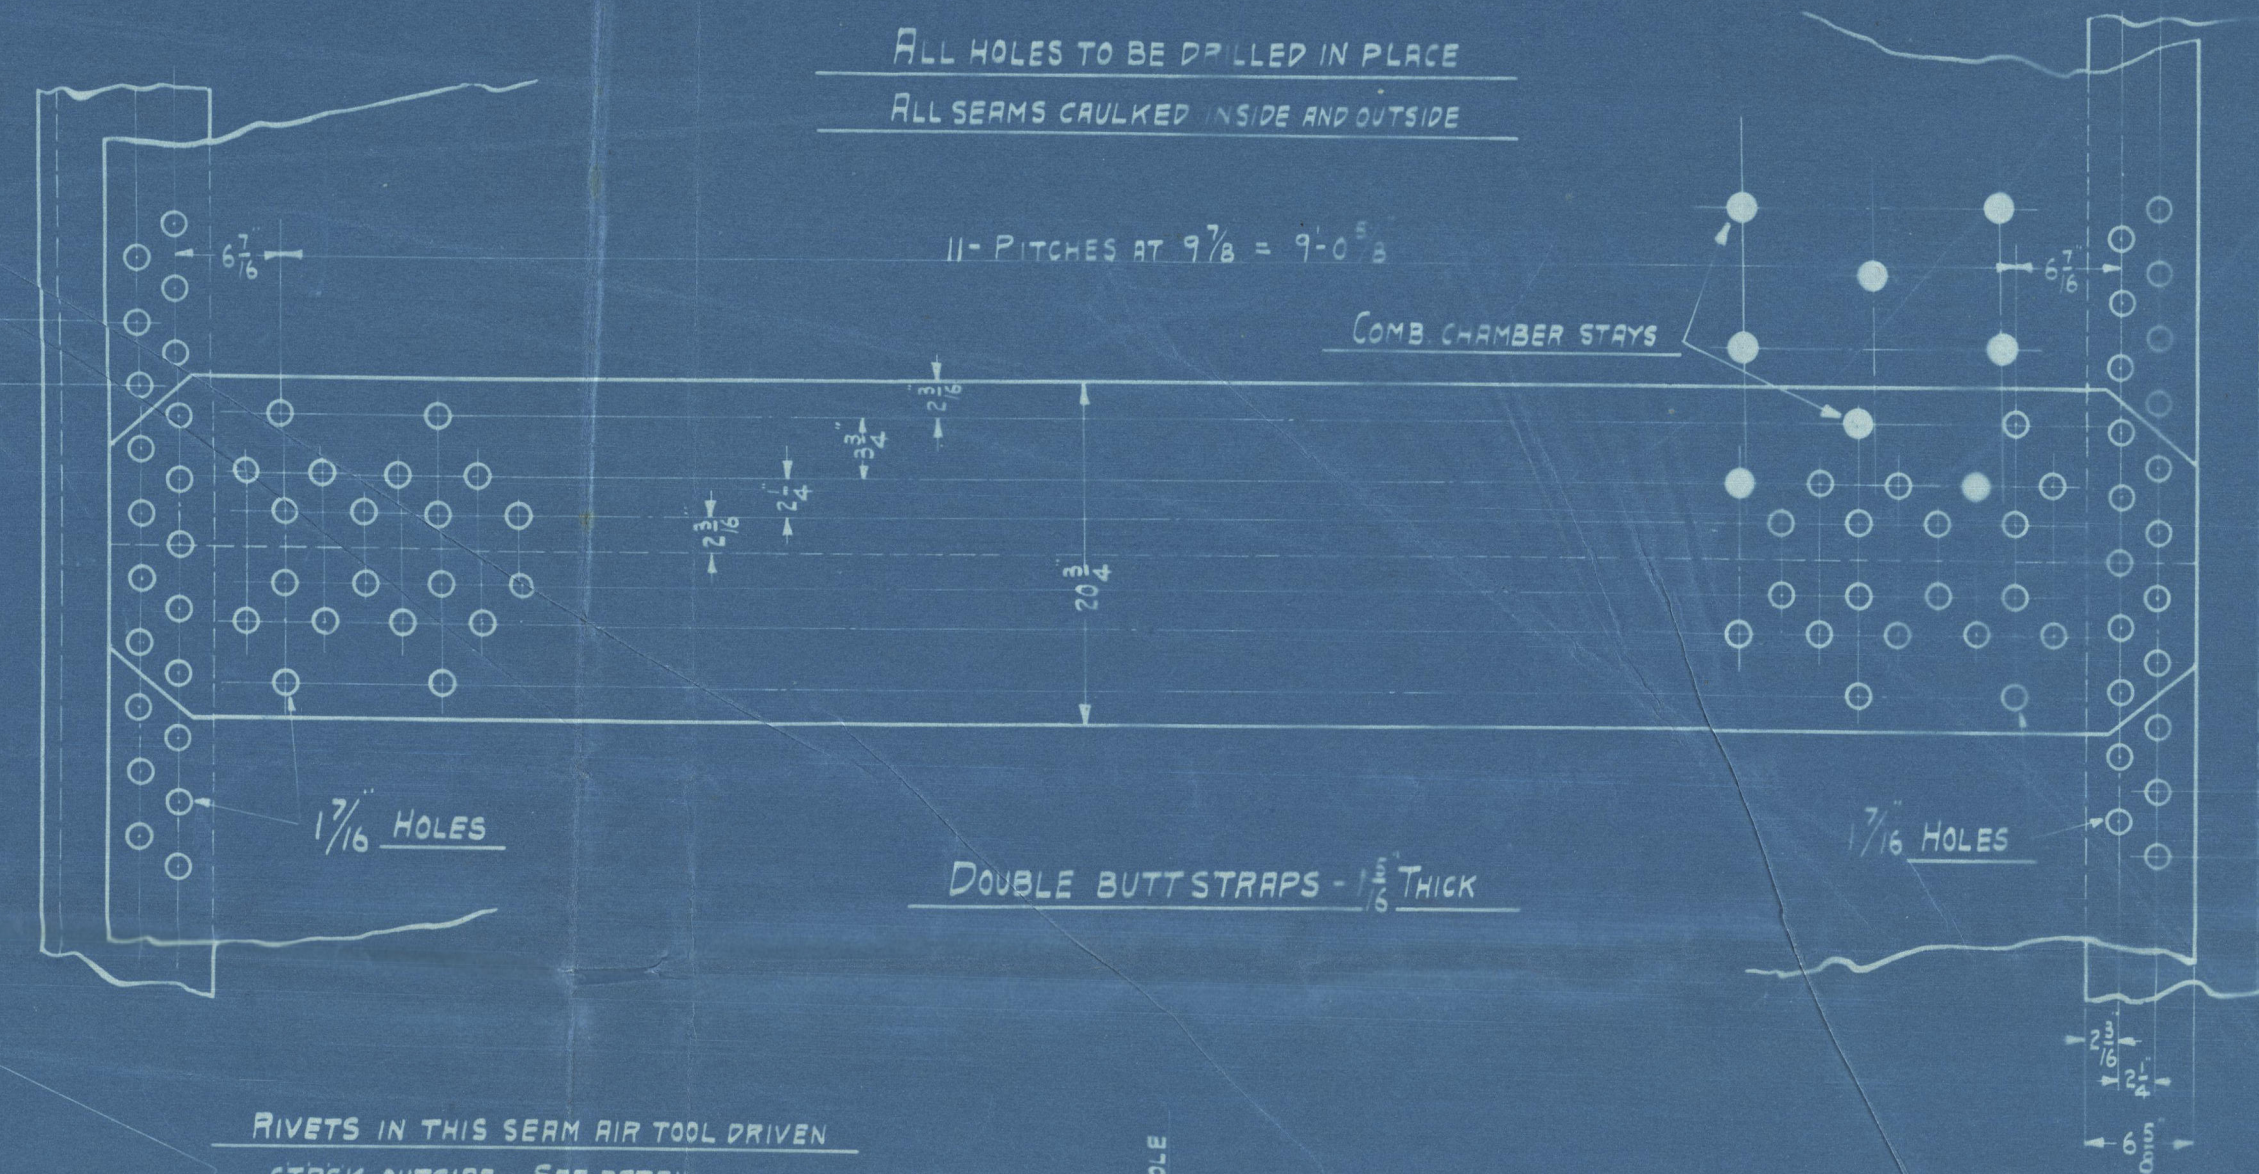 ALL HOLES TO BE DRILLED IN PLACE
ALL SEAMS CAULKED INSIDE AND OUTSIDE
11- PITCHES AT 9 7/8 = 9'-0 5/8"
6 7/16"
6 7/16"
COMB. CHAMBER STAYS
2 3/16"
3 3/4"
2 1/4"
2 3/16"
20 3/4"
1 7/16" HOLES
1 7/16" HOLES
DOUBLE BUTT STRAPS - 1 5/16" THICK
2 3/16"
2 1/4"
6 5/8"
RIVETS IN THIS SEAM AIR TOOL DRIVEN
OUTSIDE